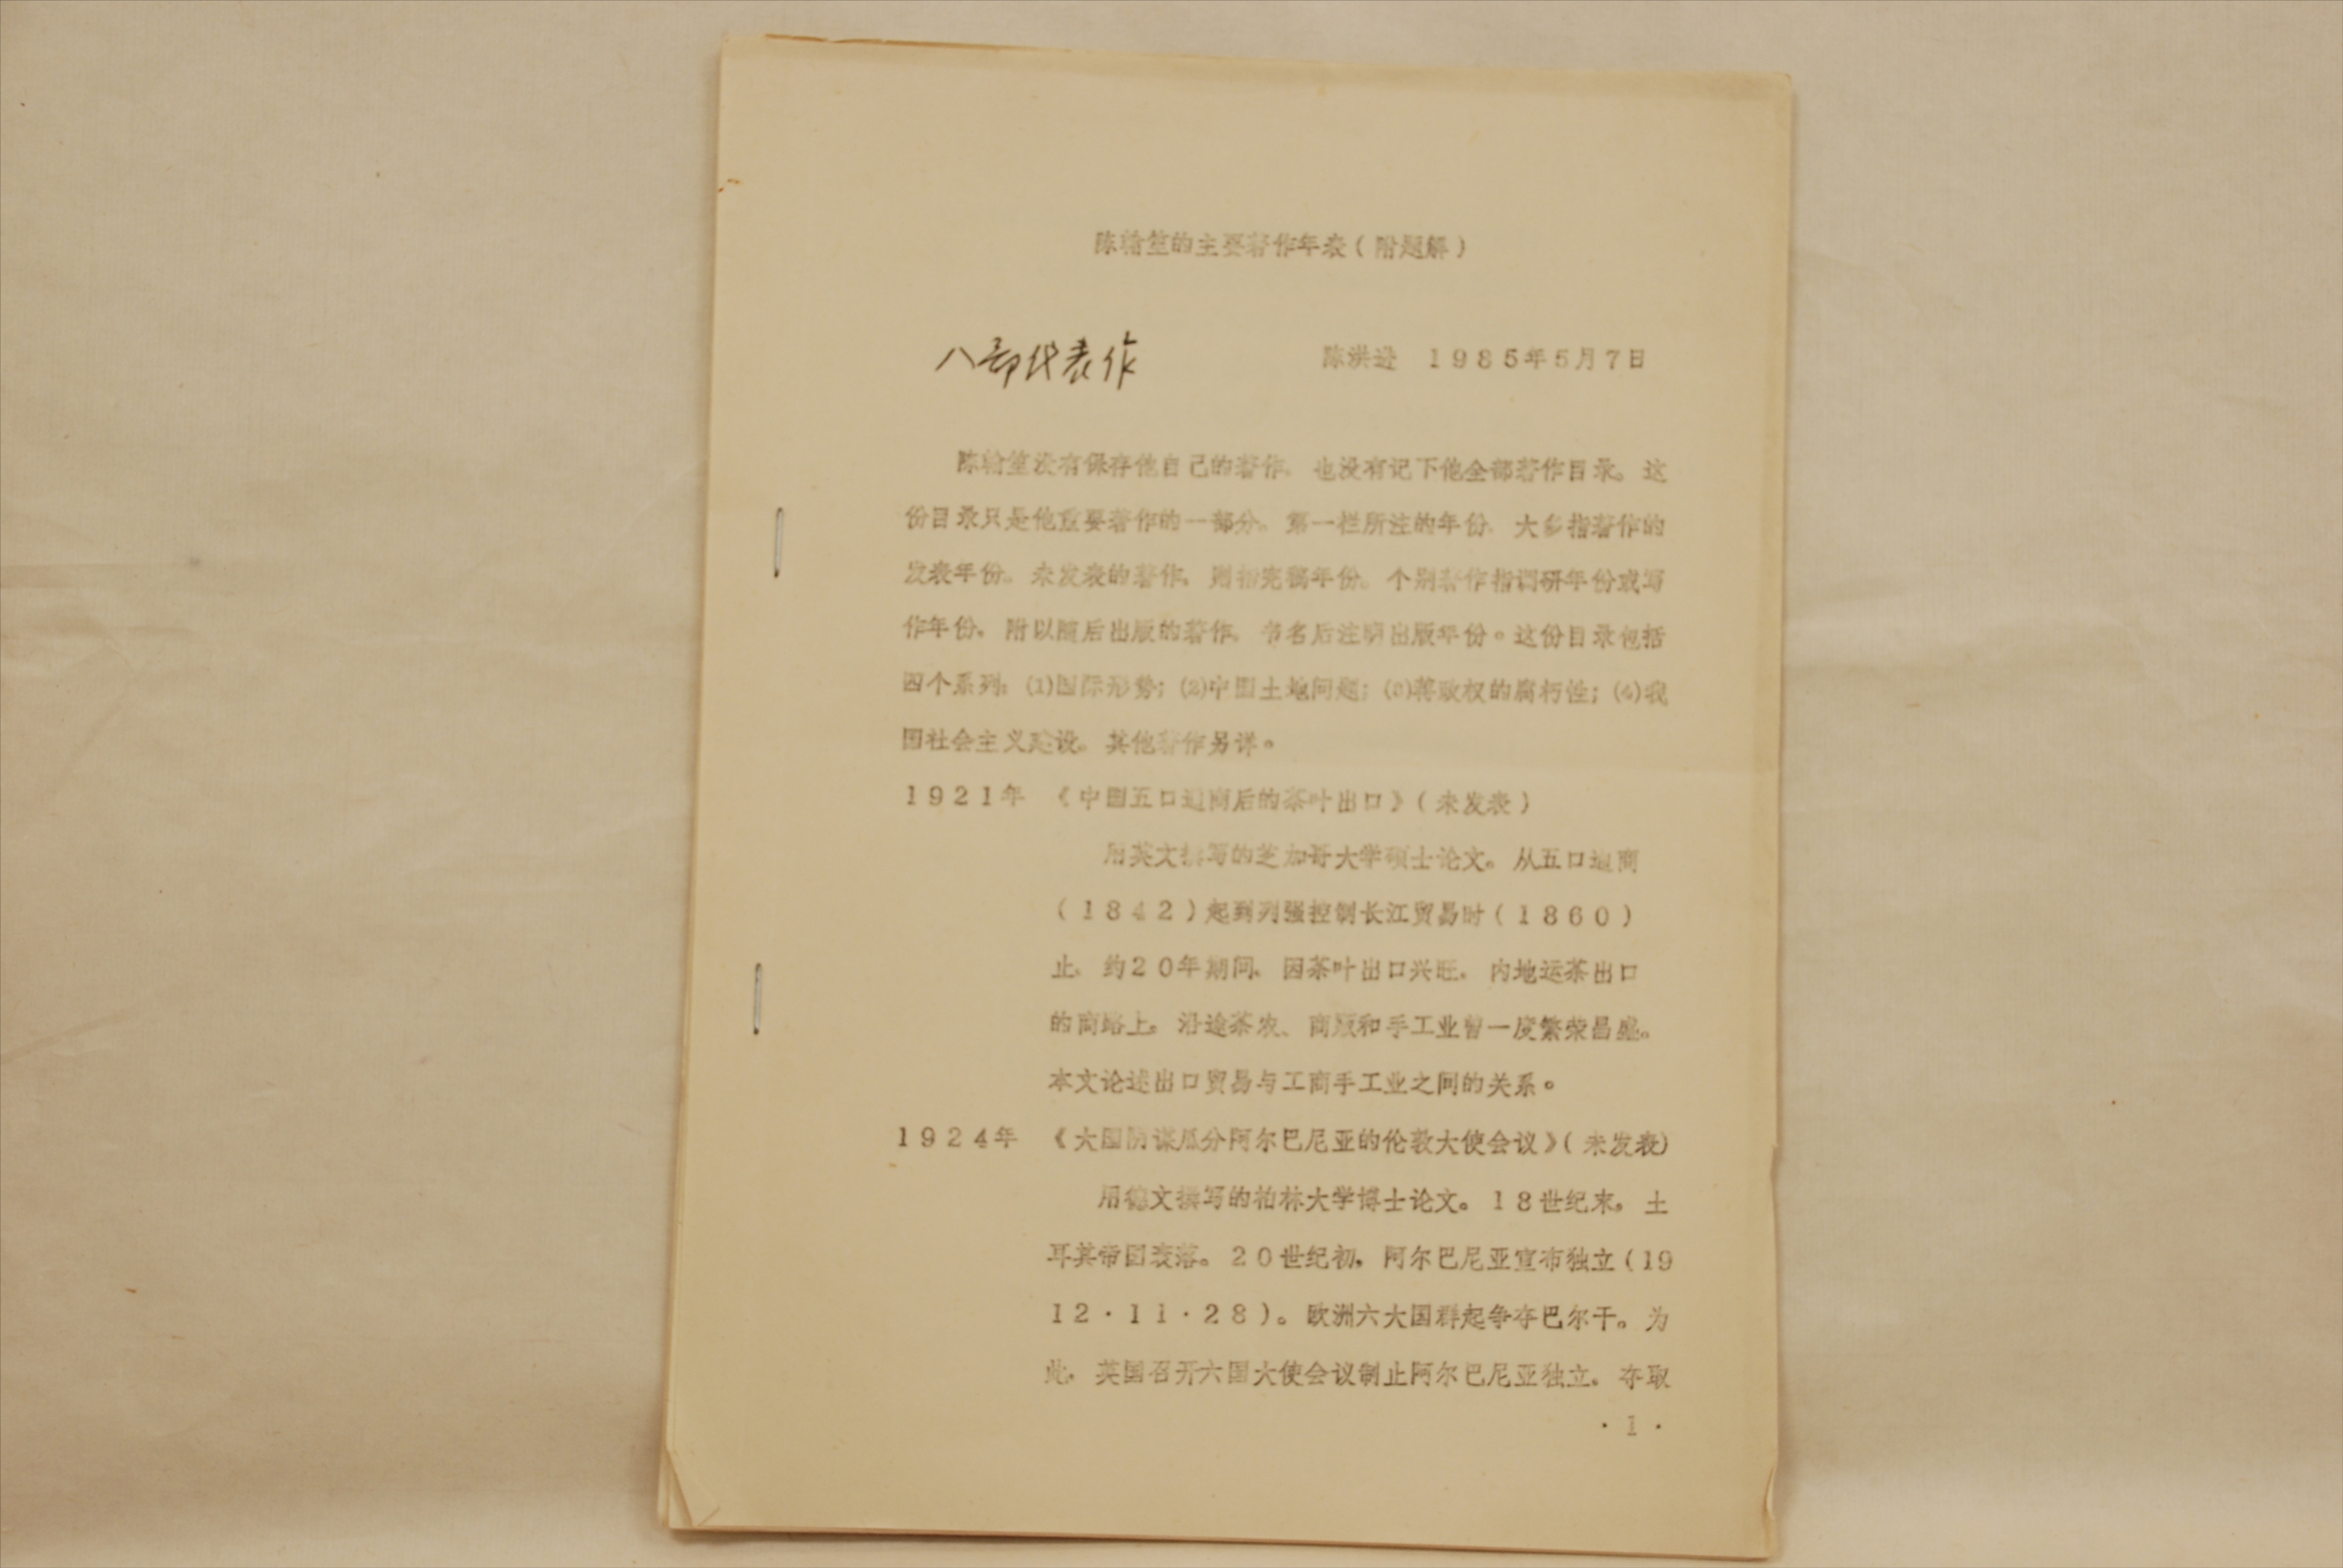 陈翰笙的主要著作年表(附题解)
八部代表作
陈洪进 1985年5月7日
陈翰笙没有保存他自己的著作,也没有记下他全部著作目录。这
份目录只是他重要著作的一部分。第一栏所注的年份,大多指著作的
发表年份。未发表的著作,则指完稿年份。个别著作指调研年份或写
作年份,附以随后出版的著作,书名后注明出版年份。这份目录包括
四个系列:(1)国际形势;(2)中国土地问题;(3)蒋政权的腐朽性;(4)我
国社会主义建设。其他著作另详。
1921年 《中国五口通商后的茶叶出口》(未发表)
用英文撰写的芝加哥大学硕士论文。从五口通商
(1842)起到列强控制长江贸易时(1860)
止,约20年期间,因茶叶出口兴旺,内地运茶出口
的商路上,沿途茶农、商贩和手工业曾一度繁荣昌盛。
本文论述出口贸易与工商手工业之间的关系。
1924年 《六国阴谋瓜分阿尔巴尼亚的伦敦大使会议》(未发表)
用德文撰写的柏林大学博士论文。18世纪末,土
耳其帝国衰落。20世纪初,阿尔巴尼亚宣布独立(19
12·11·28)。欧洲六大国群起争夺巴尔干。为
此,英国召开六国大使会议制止阿尔巴尼亚独立,夺取
·1·